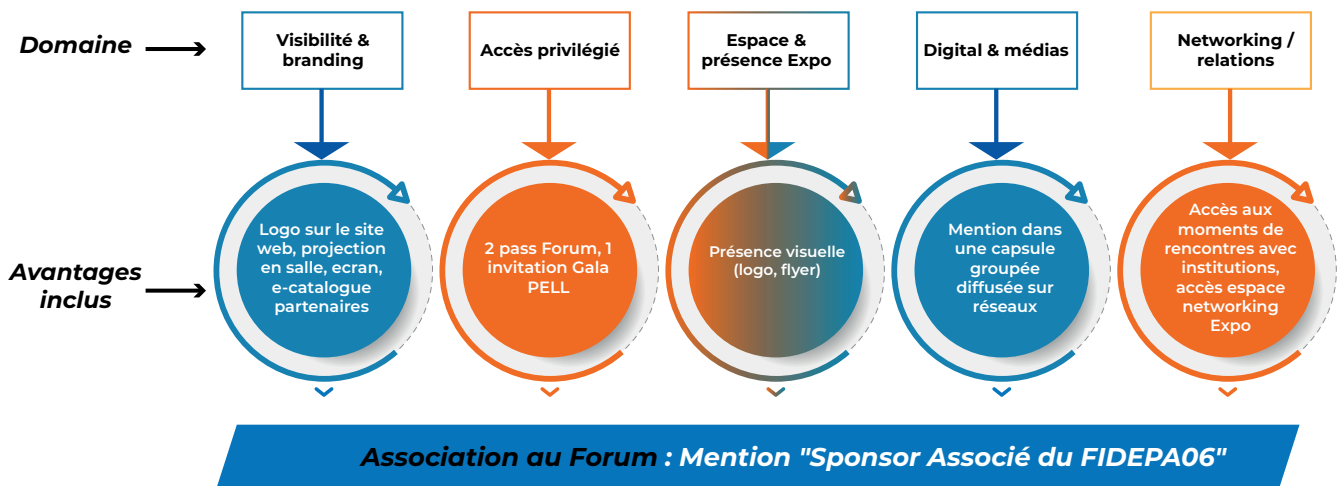 Domaine
Visibilité &
branding
Accès privilégié
Espace &
présence Expo
Digital & médias
Networking /
relations
Avantages
inclus
Logo sur le site
web, projection
en salle, ecran,
e-catalogue
partenaires
2 pass Forum, 1
invitation Gala
PELL
Présence visuelle
(logo, flyer)
Mention dans
une capsule
groupée
diffusée sur
réseaux
Accès aux
moments de
rencontres avec
institutions,
accès espace
networking
Expo
Association au Forum : Mention "Sponsor Associé du FIDEPA06"